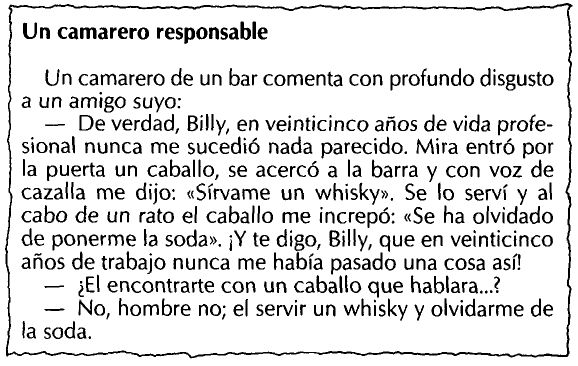 Un camarero responsable
Un camarero de un bar comenta con profundo disgusto
a un amigo suyo:
— De verdad, Billy, en veinticinco años de vida profe-
sional nunca me sucedió nada parecido. Mira entró por
la puerta un caballo, se acercó a la barra y con voz de
cazalla me dijo: «Sírvame un whisky». Se lo serví y al
cabo de un rato el caballo me increpó: «Se ha olvidado
de ponerme la soda». ¡Y te digo, Billy, que en veinticinco
años de trabajo nunca me había pasado una cosa así!
— ¿El encontrarte con un caballo que hablara...?
— No, hombre no; el servir un whisky y olvidarme de
la soda.